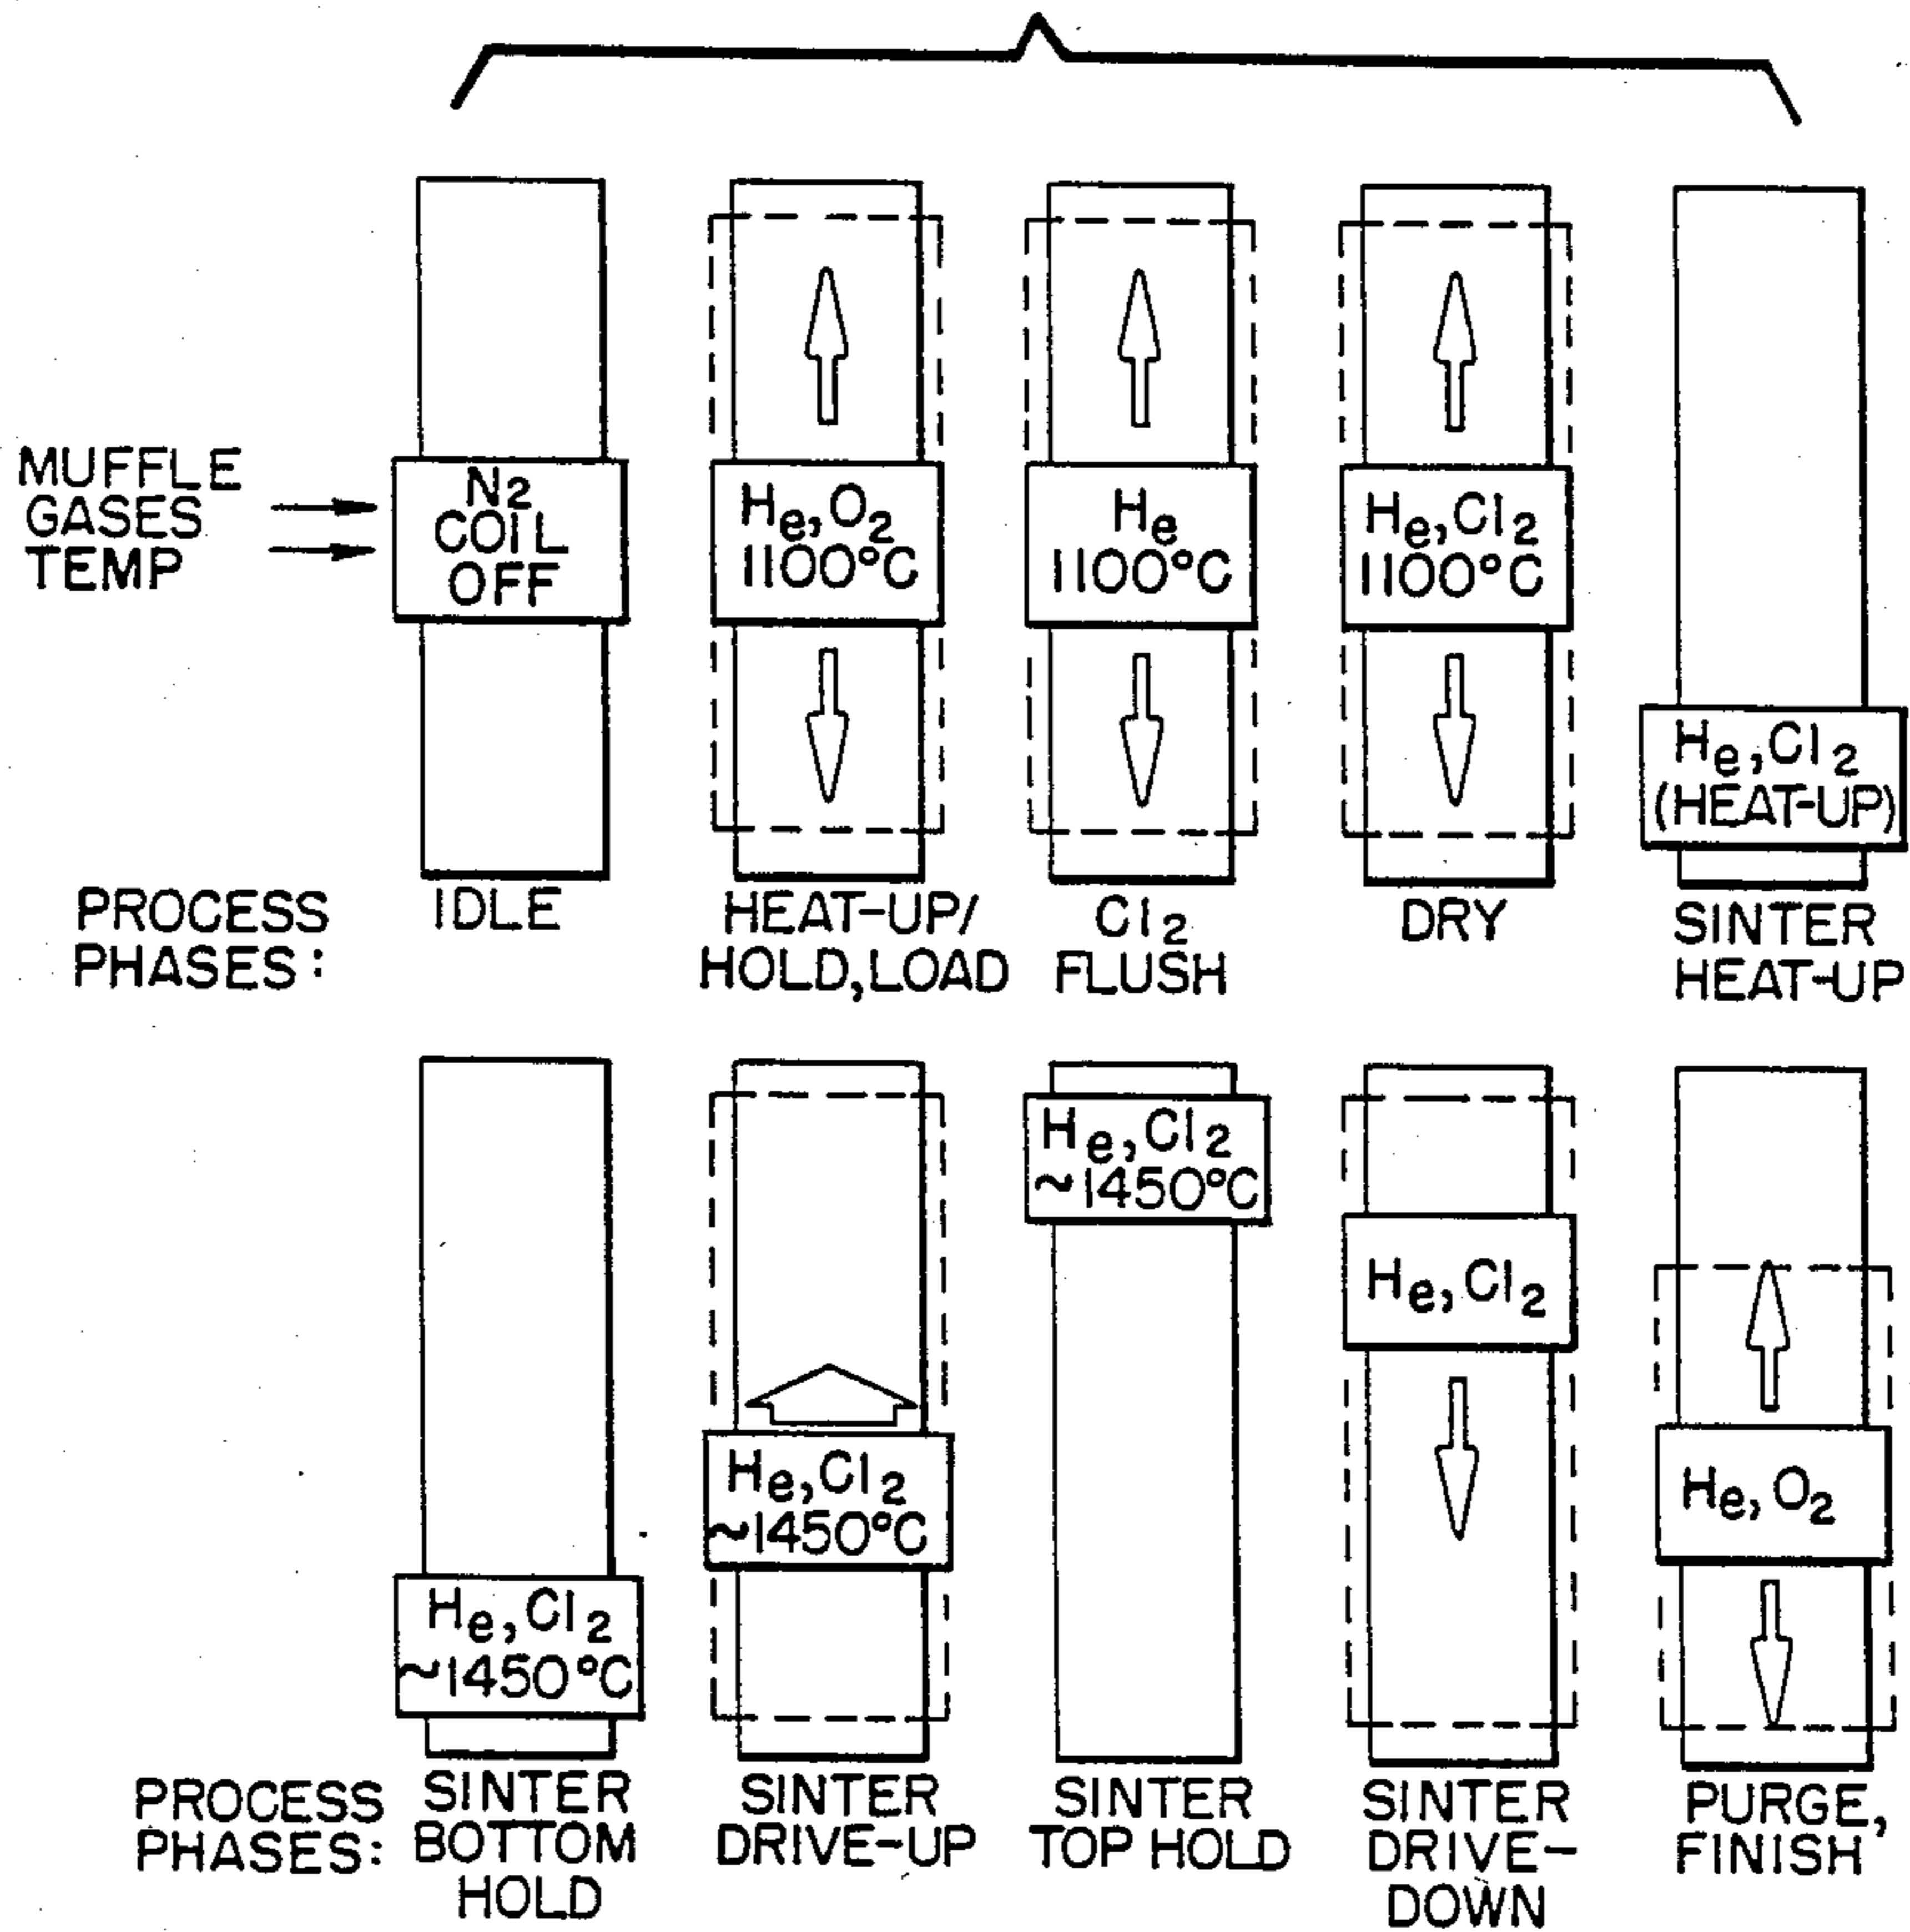 MUFFLE
GASES
TEMP
N2
COIL
OFF
He, O2
1100°C
He
1100°C
He, Cl2
1100°C
He, Cl2
(HEAT-UP)
PROCESS
PHASES:
IDLE
HEAT-UP/
HOLD, LOAD
Cl2
FLUSH
DRY
SINTER
HEAT-UP
He, Cl2
~1450°C
He, Cl2
~1450°C
He, Cl2
~1450°C
He, Cl2
He, O2
PROCESS
PHASES:
SINTER
BOTTOM
HOLD
SINTER
DRIVE-UP
SINTER
TOP HOLD
SINTER
DRIVE-
DOWN
PURGE,
FINISH